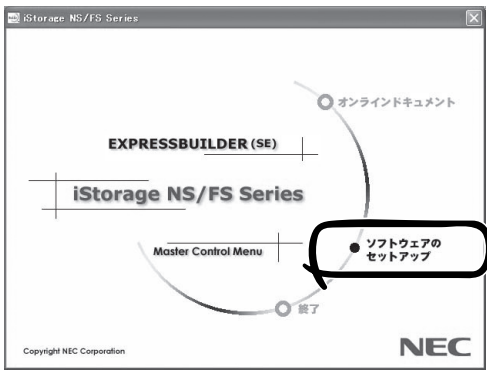 iStorage NS/FS Series
オンラインドキュメント
EXPRESSBUILDER (SE)
iStorage NS/FS Series
Master Control Menu
ソフトウェアの
セットアップ
終了
Copyright NEC Corporation
NEC